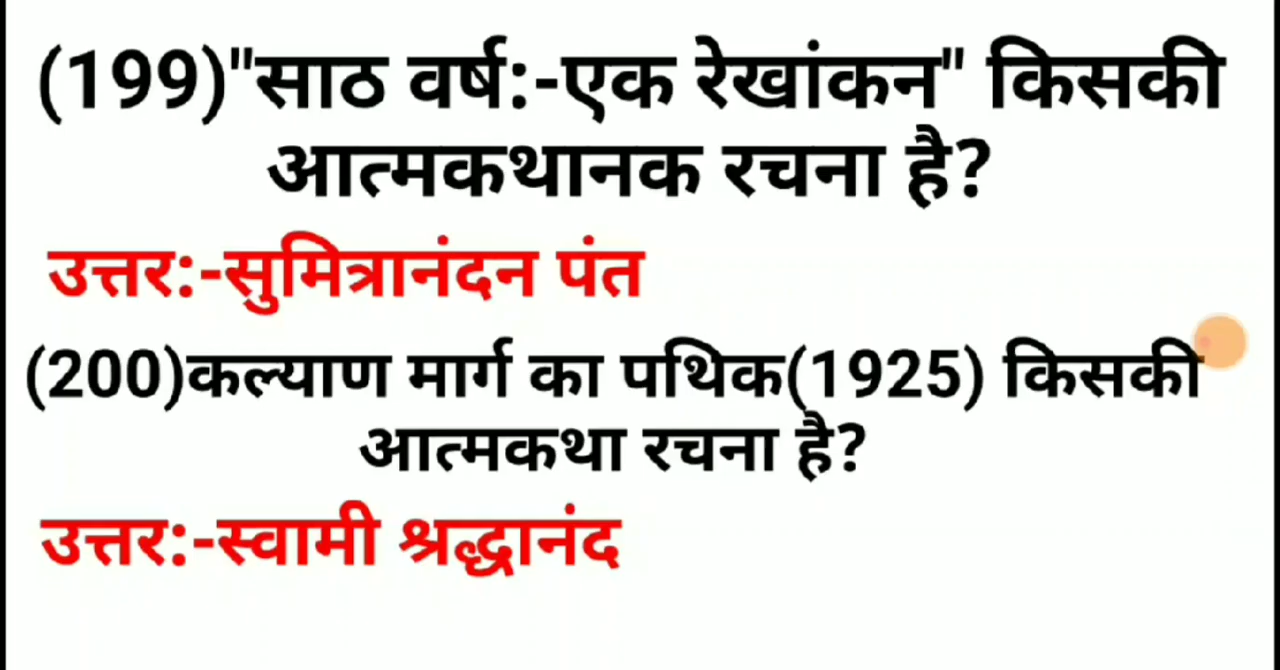 (199)"साठ वर्ष:-एक रेखांकन" किसकी
आत्मकथानक रचना है?
उत्तर:-सुमित्रानंदन पंत
(200)कल्याण मार्ग का पथिक(1925) किसकी
आत्मकथा रचना है?
उत्तर:-स्वामी श्रद्धानंद